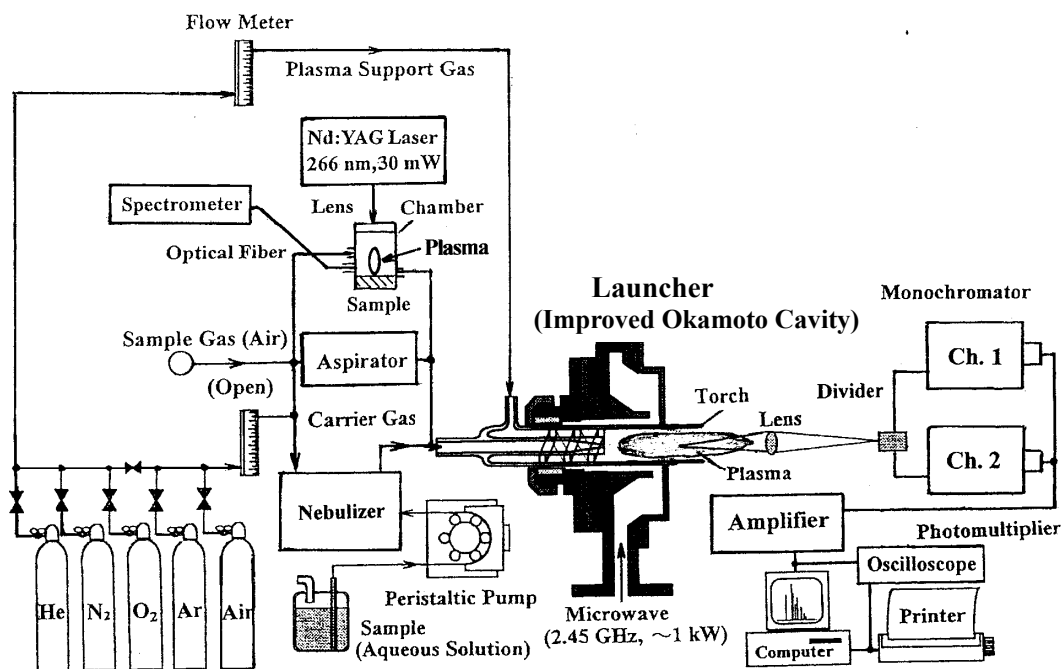 Flow Meter
Plasma Support Gas
Nd:YAG Laser
266 nm,30 mW
Spectrometer
Lens
Chamber
Optical Fiber
Plasma
Sample
Launcher
(Improved Okamoto Cavity)
Monochromator
Sample Gas (Air)
(Open)
Aspirator
Ch. 1
Carrier Gas
Torch
Divider
Lens
Plasma
Ch. 2
Nebulizer
Amplifier
Photomultiplier
Oscilloscope
He
N₂
O₂
Ar
Air
Peristaltic Pump
Sample
(Aqueous Solution)
Microwave
(2.45 GHz, ~1 kW)
Printer
Computer